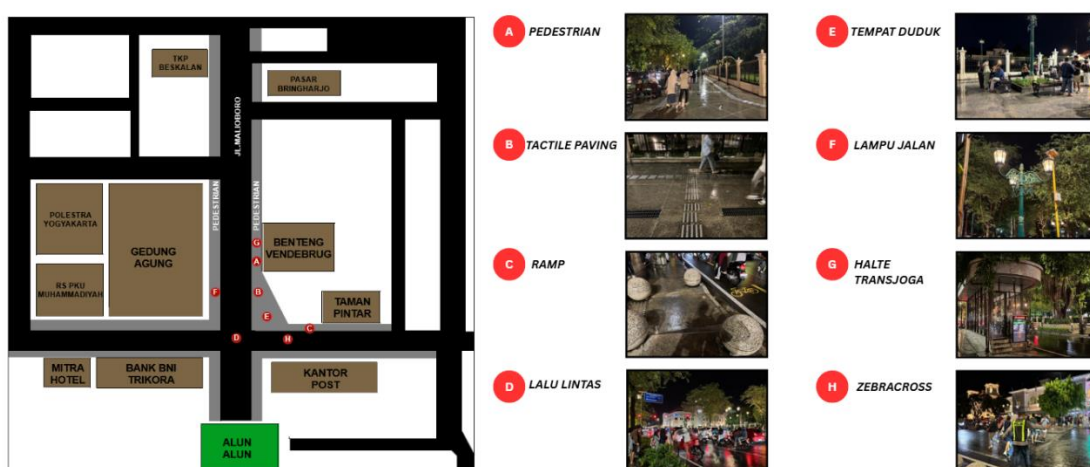 TKP
BESKALAN
PASAR
BRINGHARJO
JL.MALIOBORO
PEDESTRIAN
PEDESTRIAN
POLESTRA
YOGYAKARTA
GEDUNG
AGUNG
RS PKU
MUHAMMADIYAH
BENTENG
VENDEBRUG
TAMAN
PINTAR
G
A
B
F
E
C
D
H
MITRA
HOTEL
BANK BNI
TRIKORA
KANTOR
POST
ALUN
ALUN
A
PEDESTRIAN
B
TACTILE PAVING
C
RAMP
D
LALU LINTAS
E
TEMPAT DUDUK
F
LAMPU JALAN
G
HALTE
TRANSJOGA
H
ZEBRACROSS